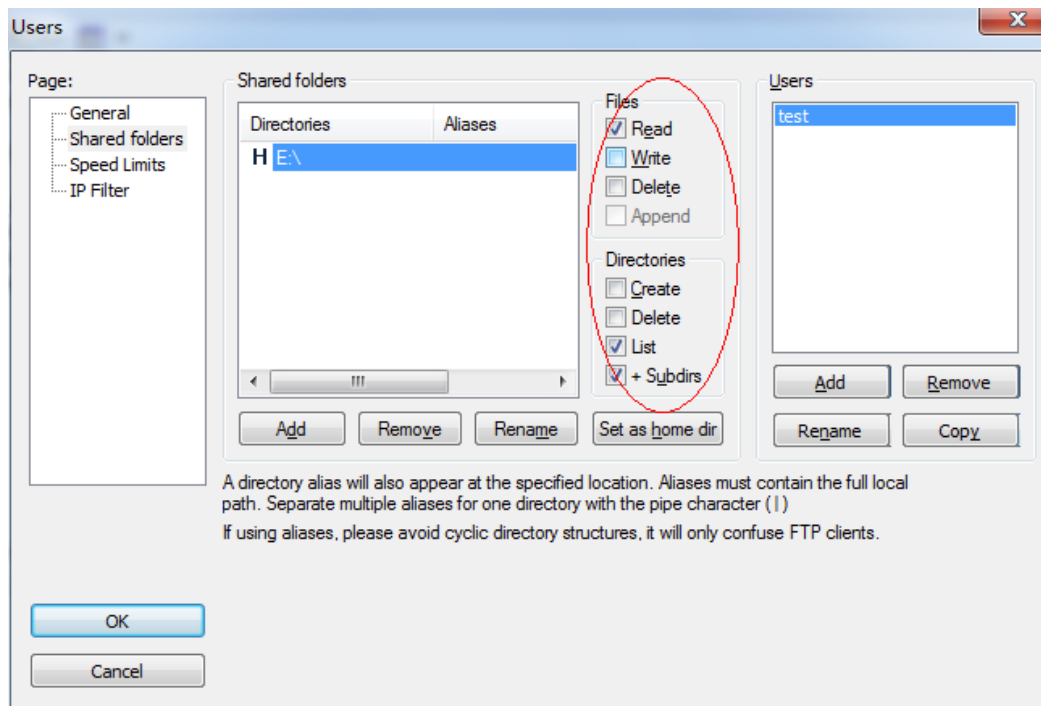 Users
Page:
General
Shared folders
Speed Limits
IP Filter
Shared folders
Directories Aliases
H E:\
Files
Read
Write
Delete
Append
Directories
Create
Delete
List
+ Subdirs
Add Remove Rename Set as home dir
Users
test
Add Remove
Rename Copy
A directory alias will also appear at the specified location. Aliases must contain the full local
path. Separate multiple aliases for one directory with the pipe character (|)
If using aliases, please avoid cyclic directory structures, it will only confuse FTP clients.
OK
Cancel